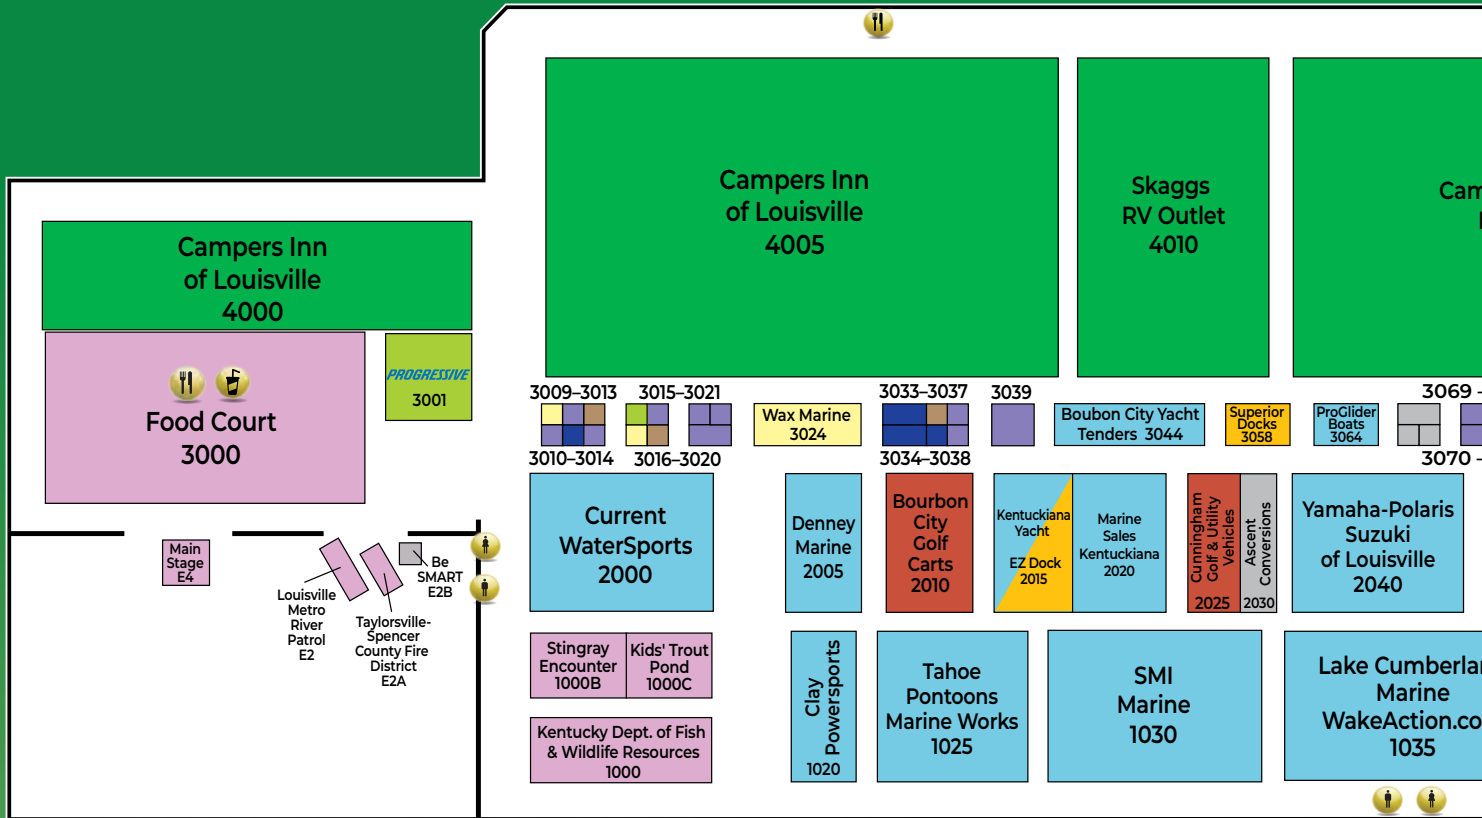 Campers Inn
of Louisville
4005
Skaggs
RV Outlet
4010
Campers Inn
of Louisville
4000
PROGRESSIVE
3001
Food Court
3000
3009–3013
3015–3021
3033–3037
3039
3069 –
Wax Marine
3024
Boubon City Yacht
Tenders 3044
Superior
Docks
3058
ProGlider
Boats
3064
3010–3014
3016–3020
3034–3038
3070 –
Current
WaterSports
2000
Denney
Marine
2005
Bourbon
City
Golf
Carts
2010
Kentuckiana
Yacht
EZ Dock
2015
Marine
Sales
Kentuckiana
2020
Cunningham
Golf & Utility
Vehicles
2025
Ascent
Conversions
2030
Yamaha-Polaris
Suzuki
of Louisville
2040
Main
Stage
E4
Louisville
Metro
River
Patrol
E2
Taylorsville-
Spencer
County Fire
District
E2A
Be
SMART
E2B
Stingray
Encounter
1000B
Kids' Trout
Pond
1000C
Kentucky Dept. of Fish
& Wildlife Resources
1000
Clay
Powersports
1020
Tahoe
Pontoons
Marine Works
1025
SMI
Marine
1030
Lake
Marine
1035